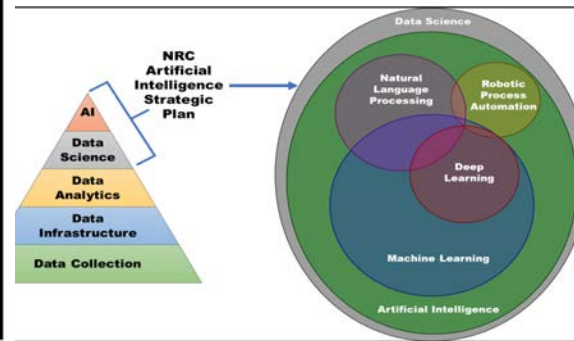 NRC
Artificial
Intelligence
Strategic
Plan
AI
Data
Science
Data
Analytics
Data
Infrastructure
Data Collection
Data Science
Natural
Language
Processing
Robotic
Process
Automation
Deep
Learning
Machine Learning
Artificial Intelligence